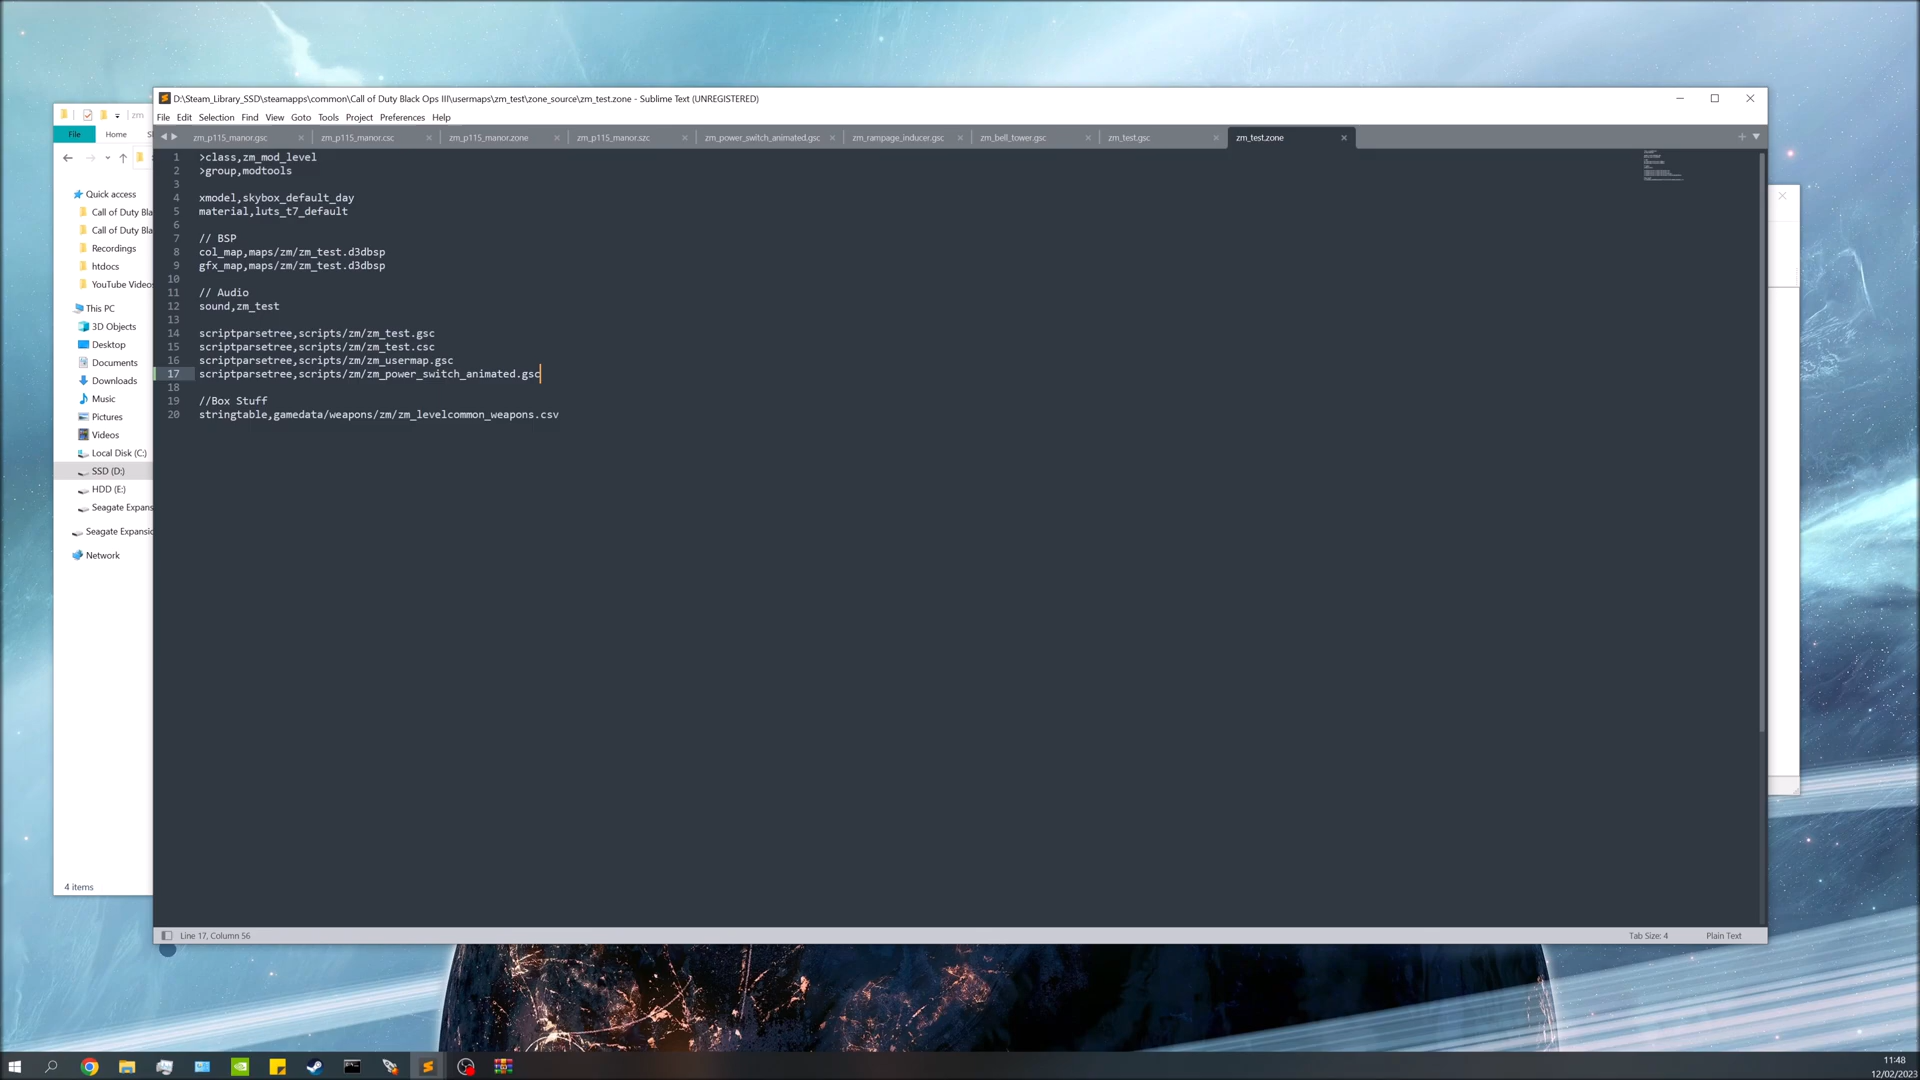 D:\Steam_Library_SSD\steamapps\common\Call of Duty Black Ops III\usermaps\zm_test\zone_source\zm_test.zone - Sublime Text (UNREGISTERED)
zm
File Home
File Edit Selection Find View Goto Tools Project Preferences Help
zm_p115_manor.gsc zm_p115_manor.csc zm_p115_manor.zone zm_p115_manor.szc zm_power_switch_animated.gsc zm_rampage_inducer.gsc zm_bell_tower.gsc zm_test.gsc zm_test.zone
1 >class,zm_mod_level
2 >group,modtools
3
4 xmodel,skybox_default_day
5 material,luts_t7_default
6
7 // BSP
8 col_map,maps/zm/zm_test.d3dbsp
9 gfx_map,maps/zm/zm_test.d3dbsp
10
11 // Audio
12 sound,zm_test
13
14 scriptparsetree,scripts/zm/zm_test.gsc
15 scriptparsetree,scripts/zm/zm_test.csc
16 scriptparsetree,scripts/zm/zm_usermap.gsc
17 scriptparsetree,scripts/zm/zm_power_switch_animated.gsc
18
19 //Box Stuff
20 stringtable,gamedata/weapons/zm/zm_levelcommon_weapons.csv
Quick access
Call of Duty Bla
Call of Duty Bla
Recordings
htdocs
YouTube Videos
This PC
3D Objects
Desktop
Documents
Downloads
Music
Pictures
Videos
Local Disk (C:)
SSD (D:)
HDD (E:)
Seagate Expans
Seagate Expansio
Network
4 items
Line 17, Column 56
Tab Size: 4
Plain Text
11:48
12/02/2023